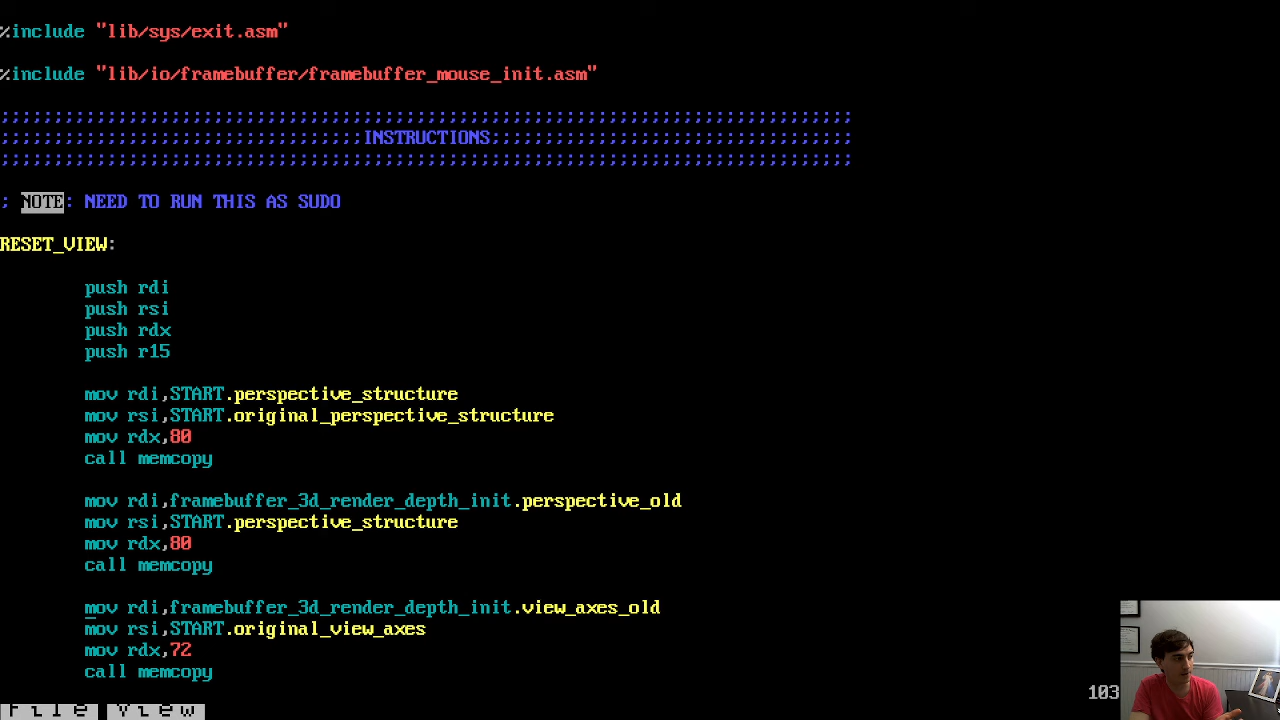 %include "lib/sys/exit.asm"
%include "lib/io/framebuffer/framebuffer_mouse_init.asm"
;;;;;;;;;;;;;;;;;;;;;;;;;;;;;;;;;;;;;;;;;;;;;;;;;;;;;;;;;;;;;;;;;;;;;;;;;;;;;;;;
;;;;;;;;;;;;;;;;;;;;;;;;;;;;;;;;;;INSTRUCTIONS;;;;;;;;;;;;;;;;;;;;;;;;;;;;;;;;;;
;;;;;;;;;;;;;;;;;;;;;;;;;;;;;;;;;;;;;;;;;;;;;;;;;;;;;;;;;;;;;;;;;;;;;;;;;;;;;;;;
; NOTE: NEED TO RUN THIS AS SUDO
RESET_VIEW:
push rdi
push rsi
push rdx
push r15
mov rdi,START.perspective_structure
mov rsi,START.original_perspective_structure
mov rdx,80
call memcopy
mov rdi,framebuffer_3d_render_depth_init.perspective_old
mov rsi,START.perspective_structure
mov rdx,80
call memcopy
mov rdi,framebuffer_3d_render_depth_init.view_axes_old
mov rsi,START.original_view_axes
mov rdx,72
call memcopy
103
File View